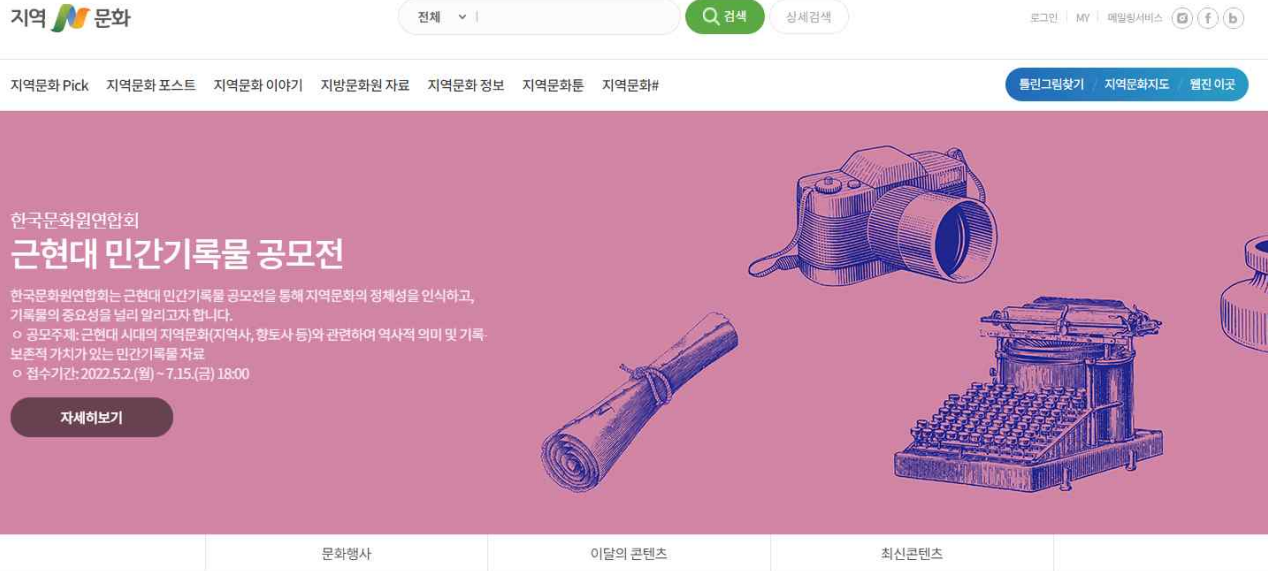 지역 N 문화
전체
검색
상세검색
로그인
MY
메일링서비스
지역문화 Pick
지역문화 포스트
지역문화 이야기
지방문화원 자료
지역문화 정보
지역문화툰
지역문화#
틀린그림찾기
지역문화지도
웹진 이곳
한국문화원연합회
근현대 민간기록물 공모전
한국문화원연합회는 근현대 민간기록물 공모전을 통해 지역문화의 정체성을 인식하고,
기록물의 중요성을 널리 알리고자 합니다.
ㅇ 공모주제: 근현대 시대의 지역문화(지역사, 향토사 등)와 관련하여 역사적 의미 및 기록·
보존적 가치가 있는 민간기록물 자료
ㅇ 접수기간: 2022.5.2.(월) ~ 7.15.(금) 18:00
자세히보기
문화행사
이달의 콘텐츠
최신콘텐츠